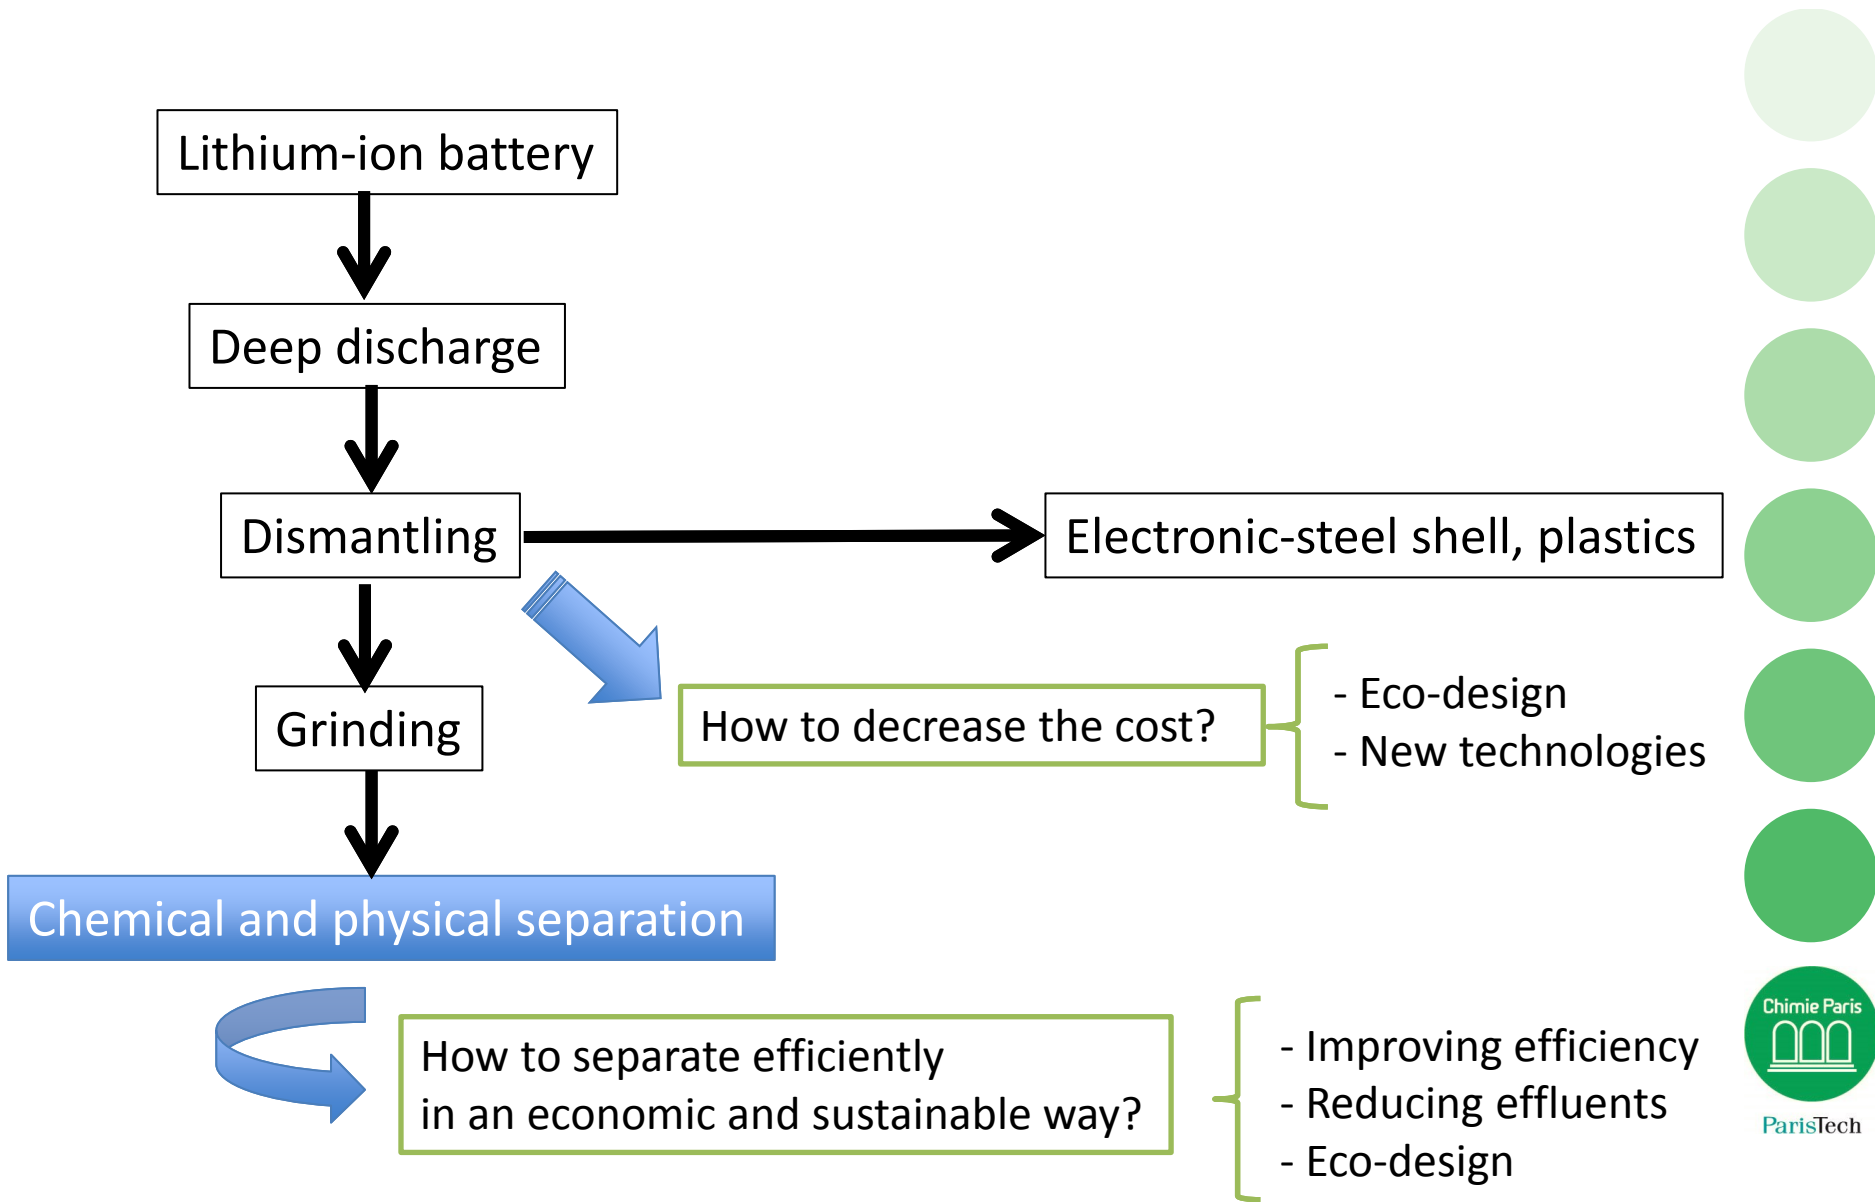 Lithium-ion battery
Deep discharge
Dismantling
Electronic-steel shell, plastics
Grinding
How to decrease the cost?
- Eco-design
- New technologies
Chemical and physical separation
How to separate efficiently
in an economic and sustainable way?
- Improving efficiency
- Reducing effluents
- Eco-design
Chimie Paris
ParisTech